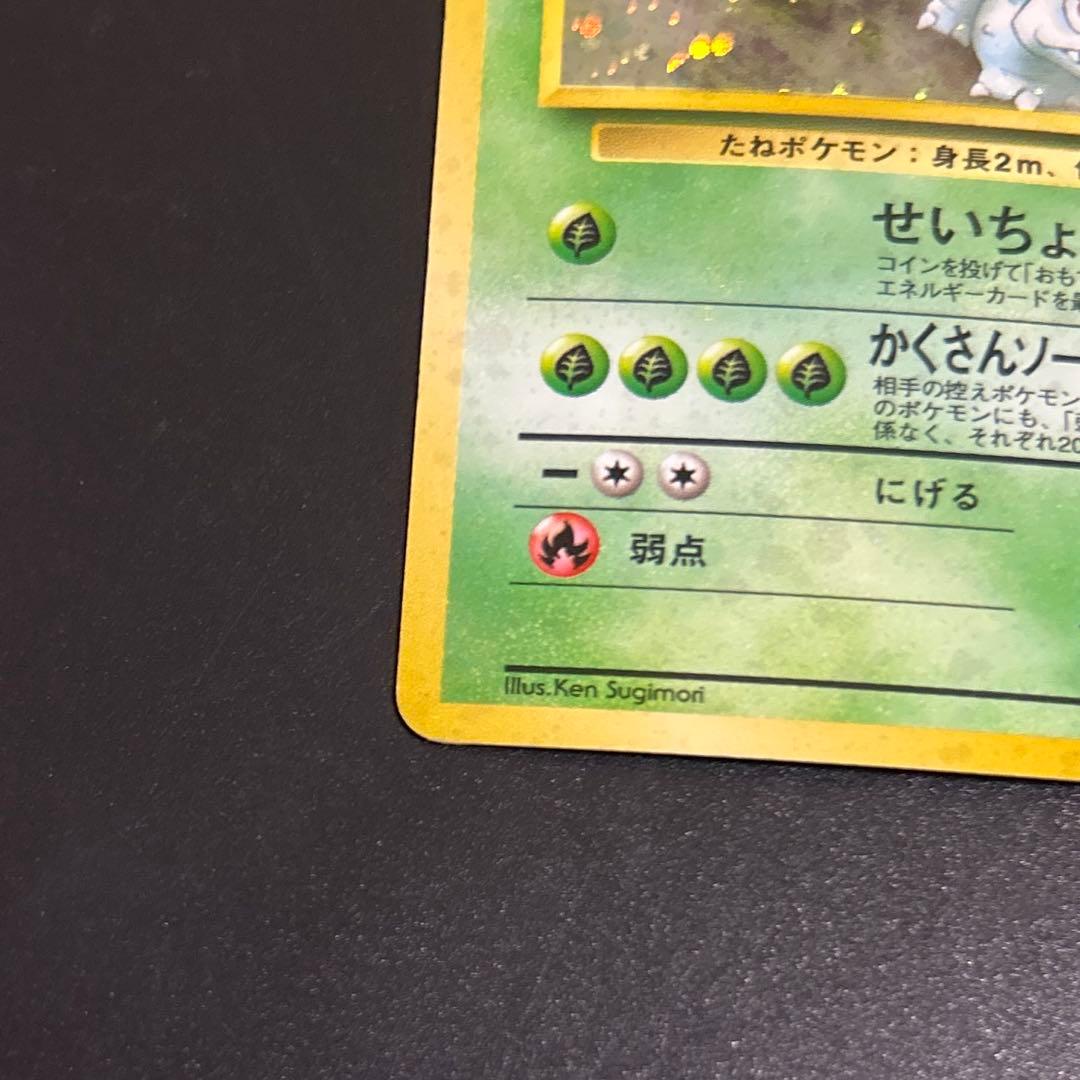 たねポケモン：身長2m、
せいちょ
コインを投げて「おも
エネルギーカードを
かくさんソー
相手の控えポケモン
のポケモンにも、「
係なく、それぞれ20
にげる
弱点
Illus.Ken Sugimori